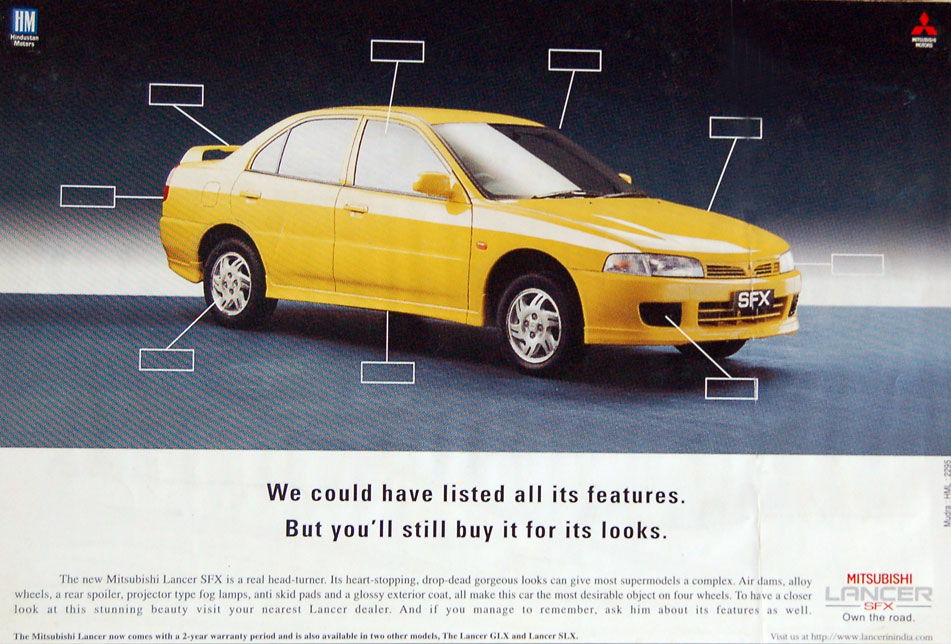 HM
Hindustan
Motors
MITSUBISHI
MOTORS
SFX
We could have listed all its features.
But you'll still buy it for its looks.
The new Mitsubishi Lancer SFX is a real head-turner. Its heart-stopping, drop-dead gorgeous looks can give most supermodels a complex. Air dams, alloy
wheels, a rear spoiler, projector type fog lamps, anti skid pads and a glossy exterior coat, all make this car the most desirable object on four wheels. To have a closer
look at this stunning beauty visit your nearest Lancer dealer. And if you manage to remember, ask him about its features as well.
The Mitsubishi Lancer now comes with a 2-year warranty period and is also available in two other models, The Lancer GLX and Lancer SLX.
MITSUBISHI
LANCER
SFX
Own the road.
Visit us at http://www.lancerinindia.com
Mudra : HML 2295